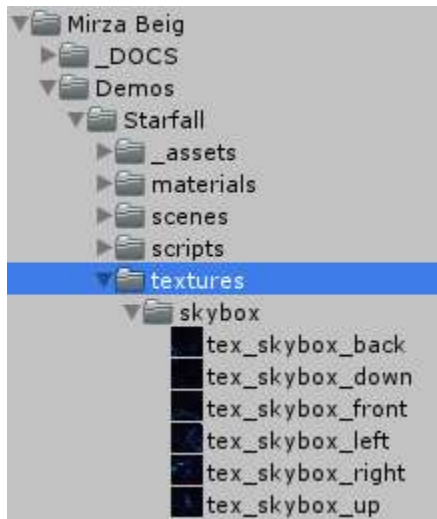 Mirza Beig
_DOCS
Demos
Starfall
_assets
materials
scenes
scripts
textures
skybox
tex_skybox_back
tex_skybox_down
tex_skybox_front
tex_skybox_left
tex_skybox_right
tex_skybox_up